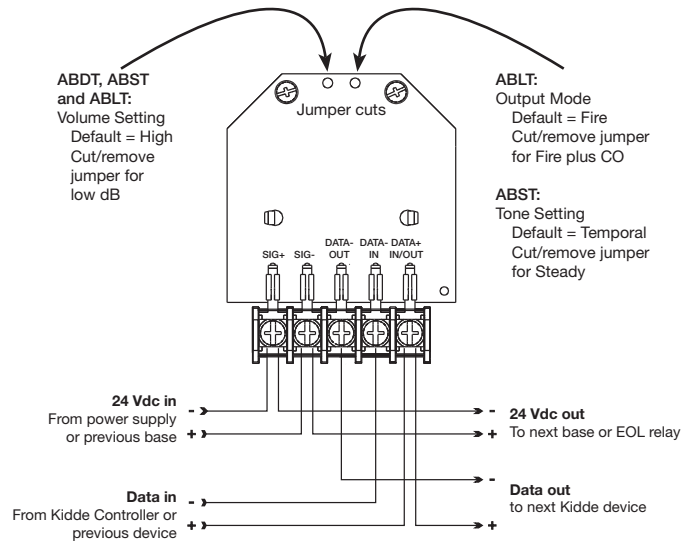 ABDT, ABST
and ABLT:
Volume Setting
Default = High
Cut/remove
jumper for
low dB
Jumper cuts
ABLT:
Output Mode
Default = Fire
Cut/remove jumper
for Fire plus CO
ABST:
Tone Setting
Default = Temporal
Cut/remove jumper
for Steady
SIG+
SIG-
DATA-
OUT
DATA-
IN
DATA+
IN/OUT
24 Vdc in
From power supply
or previous base
-
+
-
+
24 Vdc out
To next base or EOL relay
Data in
From Kidde Controller or
previous device
-
+
-
+
Data out
to next Kidde device